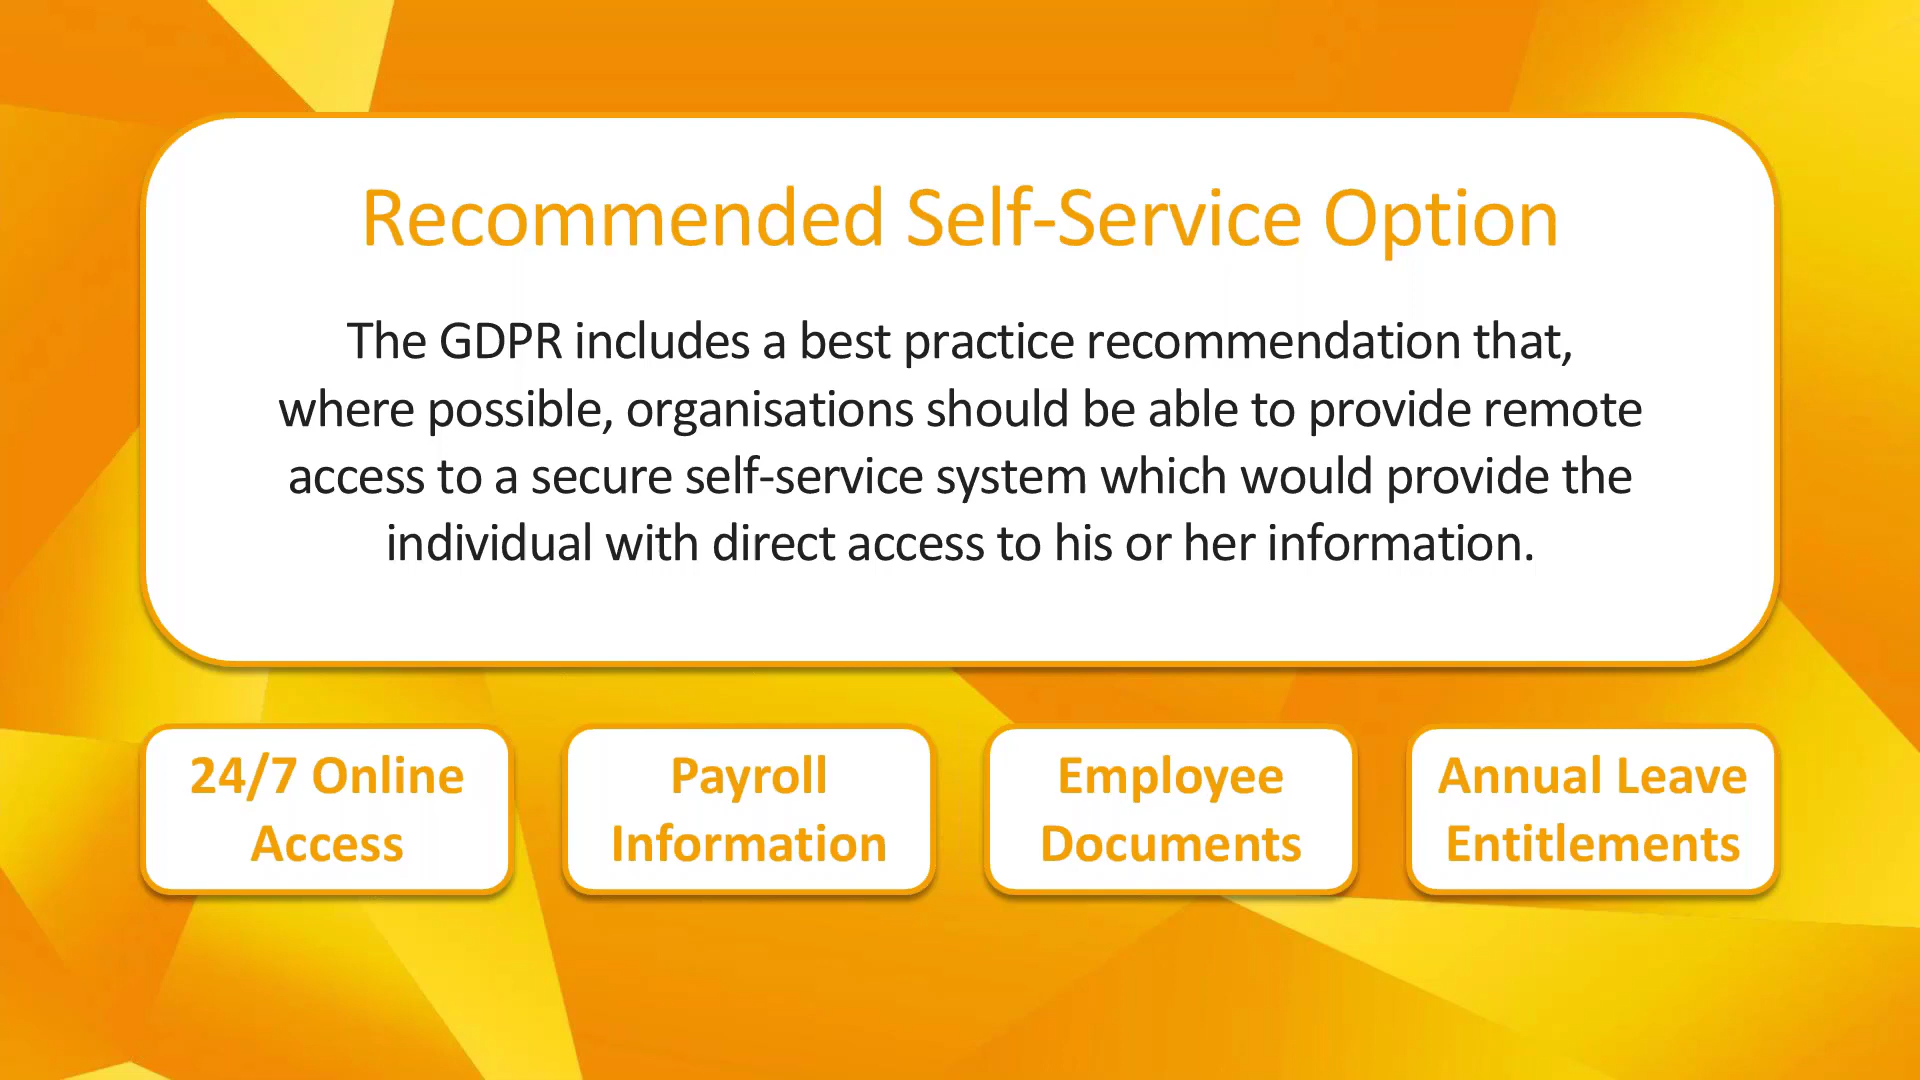 Recommended Self-Service Option
The GDPR includes a best practice recommendation that,
where possible, organisations should be able to provide remote
access to a secure self-service system which would provide the
individual with direct access to his or her information.
24/7 Online
Access
Payroll
Information
Employee
Documents
Annual Leave
Entitlements